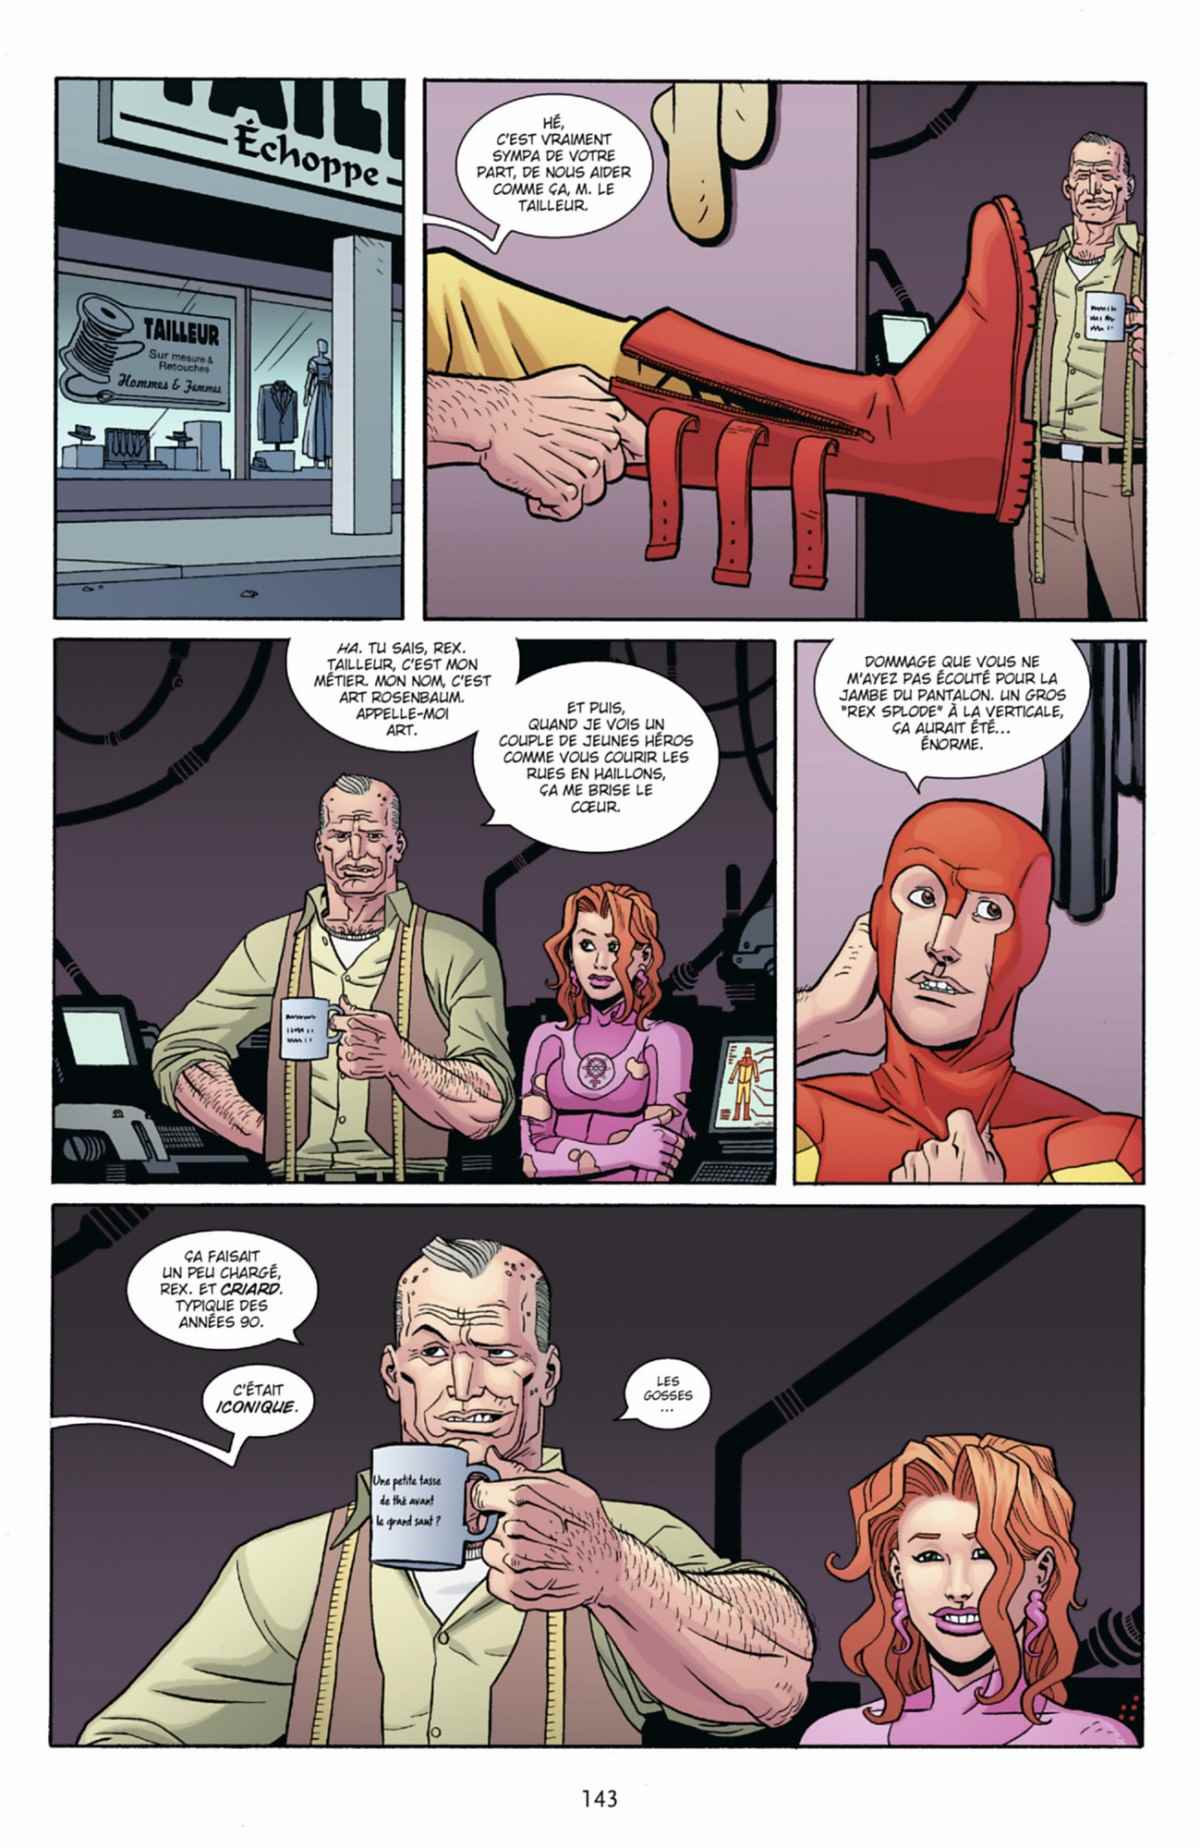 TAILL
Échoppe
TAILLEUR
Sur mesure &
Retouches
Hommes & Femmes
HÉ,
C'EST VRAIMENT
SYMPA DE VOTRE
PART, DE NOUS AIDER
COMME ÇA, M. LE
TAILLEUR.
HA. TU SAIS, REX.
TAILLEUR, C'EST MON
MÉTIER. MON NOM, C'EST
ART ROSENBAUM.
APPELLE-MOI
ART.
ET PUIS,
QUAND JE VOIS UN
COUPLE DE JEUNES HÉROS
COMME VOUS COURIR LES
RUES EN HAILLONS,
ÇA ME BRISE LE
CŒUR.
DOMMAGE QUE VOUS NE
M'AYEZ PAS ÉCOUTÉ POUR LA
JAMBE DU PANTALON. UN GROS
"REX SPLODE" À LA VERTICALE,
ÇA AURAIT ÉTÉ...
ÉNORME.
ÇA FAISAIT
UN PEU CHARGÉ,
REX. ET CRIARD.
TYPIQUE DES
ANNÉES 90.
C'ÉTAIT
ICONIQUE.
LES
GOSSES
...
Une petite tasse
de thé avant
le grand saut ?
143